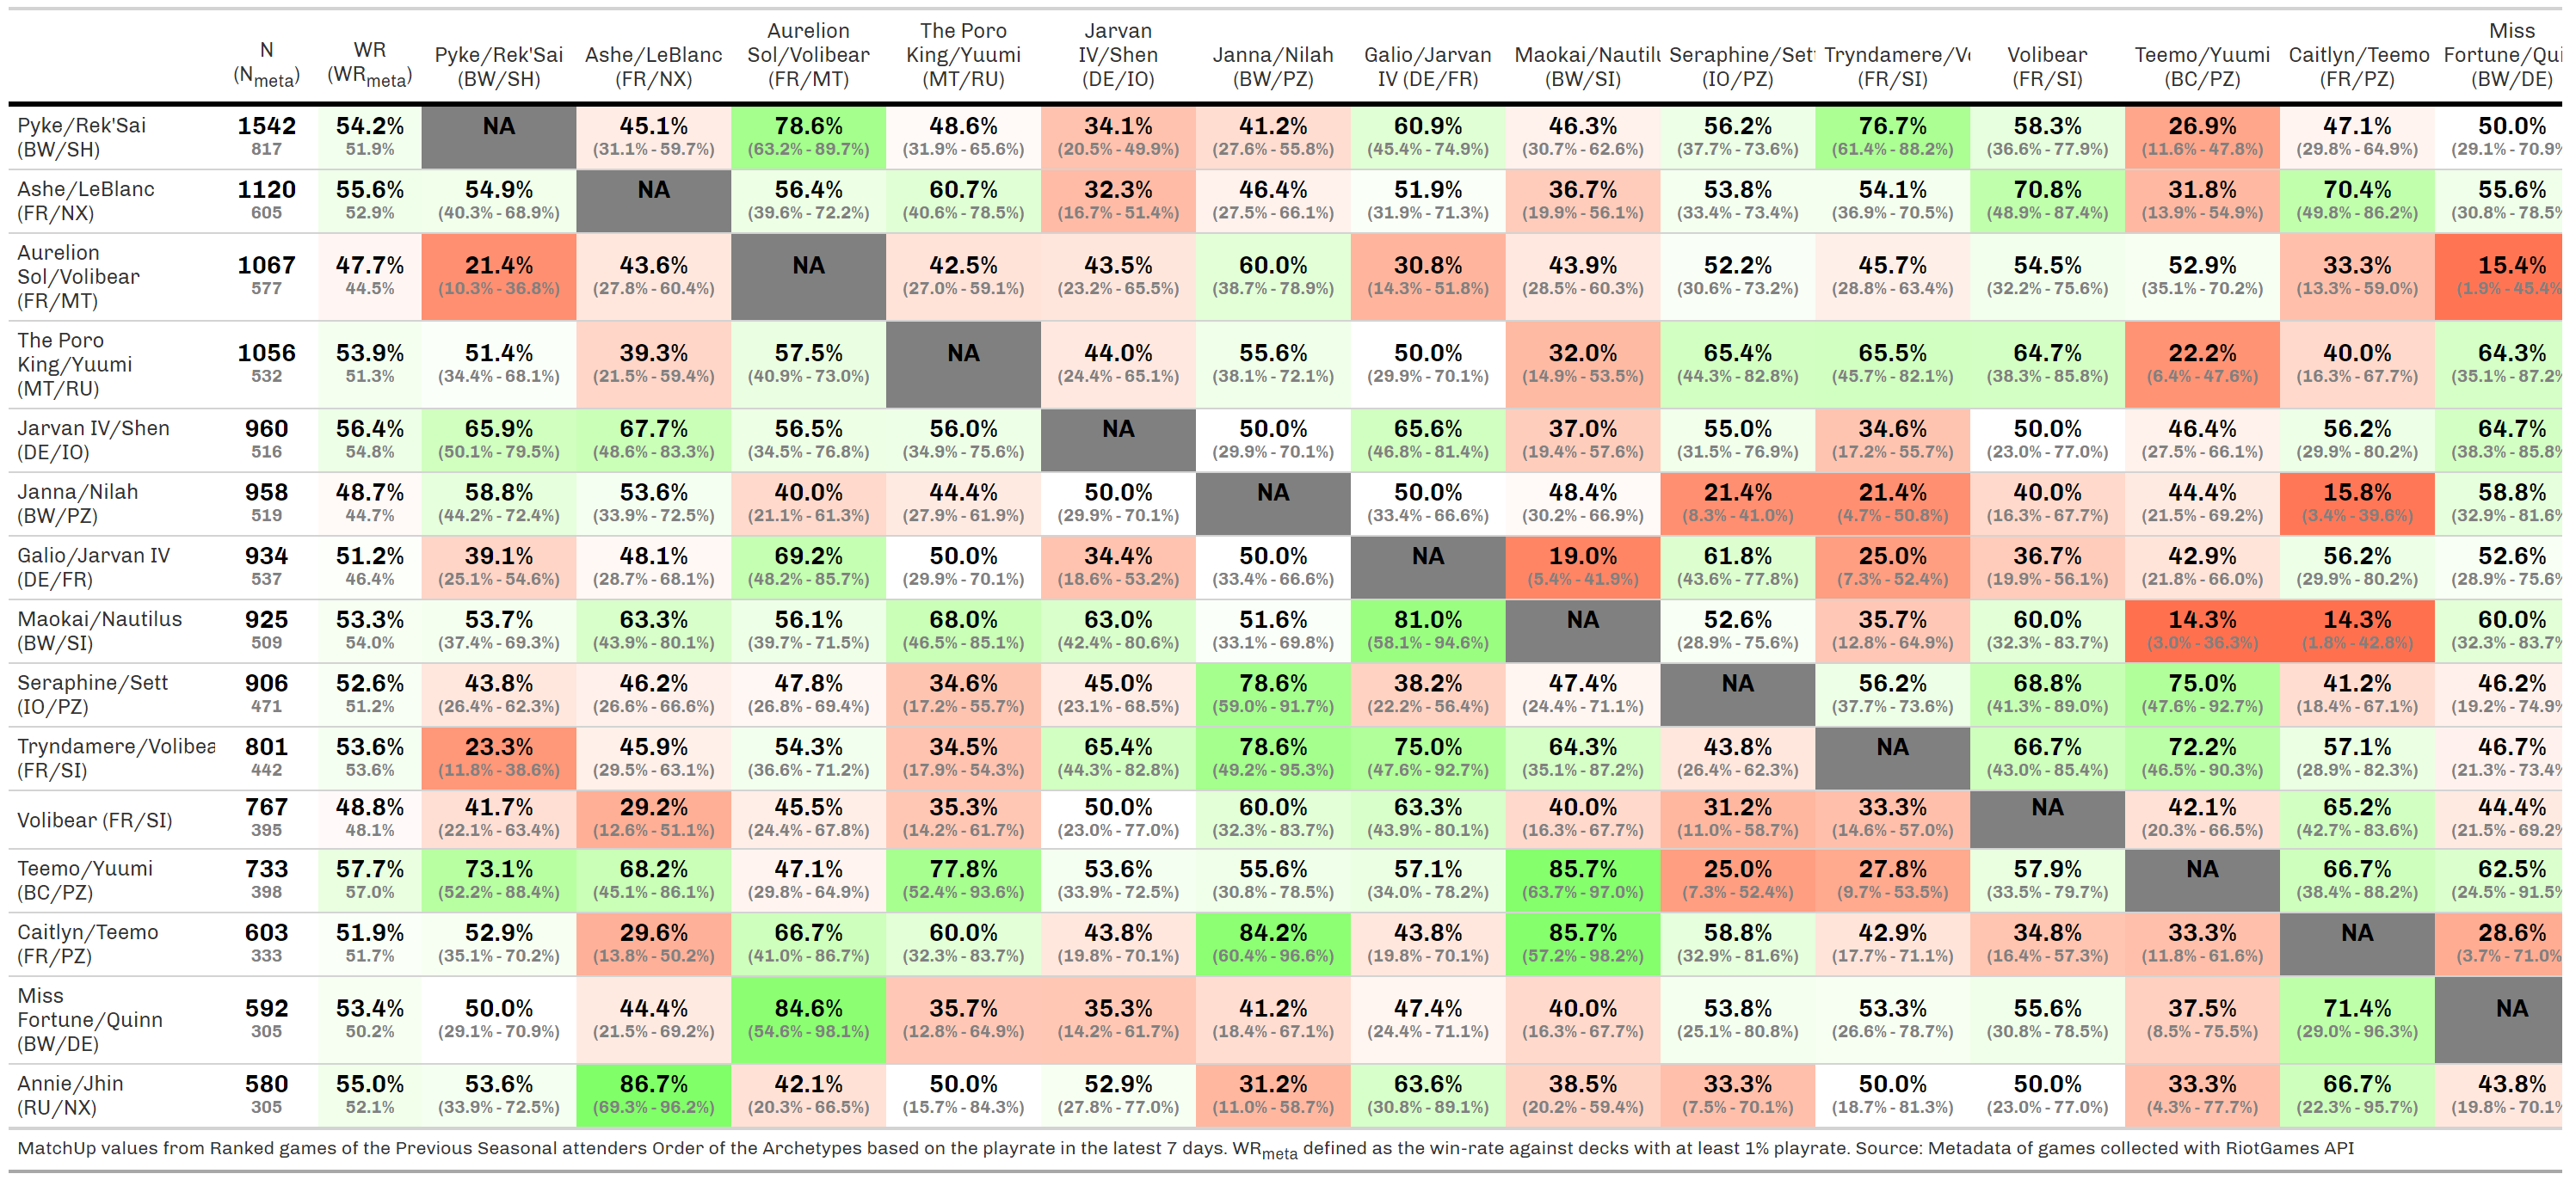 N (Nmeta) WR (WRmeta) Pyke/Rek'Sai (BW/SH) Ashe/LeBlanc (FR/NX) Aurelion Sol/Volibear (FR/MT) The Poro King/Yuumi (MT/RU) Jarvan IV/Shen (DE/IO) Janna/Nilah (BW/PZ) Galio/Jarvan IV (DE/FR) Maokai/Nautilu (BW/SI) Seraphine/Set (IO/PZ) Tryndamere/Vo (FR/SI) Volibear (FR/SI) Teemo/Yuumi (BC/PZ) Caitlyn/Teemo (FR/PZ) Miss Fortune/Qui (BW/DE)
Pyke/Rek'Sai 1542 54.2% NA 45.1% 78.6% 48.6% 34.1% 41.2% 60.9% 46.3% 56.2% 76.7% 58.3% 26.9% 47.1% 50.0%
(BW/SH) 817 51.9% (31.1% - 59.7%) (63.2% - 89.7%) (31.9% - 65.6%) (20.5% - 49.9%) (27.6% - 55.8%) (45.4% - 74.9%) (30.7% - 62.6%) (37.7% - 73.6%) (61.4% - 88.2%) (36.6% - 77.9%) (11.6% - 47.8%) (29.8% - 64.9%) (29.1% - 70.9%
Ashe/LeBlanc 1120 55.6% 54.9% NA 56.4% 60.7% 32.3% 46.4% 51.9% 36.7% 53.8% 54.1% 70.8% 31.8% 70.4% 55.6%
(FR/NX) 605 52.9% (40.3% - 68.9%) (39.6% - 72.2%) (40.6% - 78.5%) (16.7% - 51.4%) (27.5% - 66.1%) (31.9% - 71.3%) (19.9% - 56.1%) (33.4% - 73.4%) (36.9% - 70.5%) (48.9% - 87.4%) (13.9% - 54.9%) (49.8% - 86.2%) (30.8% - 78.5%
Aurelion
Sol/Volibear 1067 47.7% 21.4% 43.6% NA 42.5% 43.5% 60.0% 30.8% 43.9% 52.2% 45.7% 54.5% 52.9% 33.3% 15.4%
(FR/MT) 577 44.5% (10.3% - 36.8%) (27.8% - 60.4%) (27.0% - 59.1%) (23.2% - 65.5%) (38.7% - 78.9%) (14.3% - 51.8%) (28.5% - 60.3%) (30.6% - 73.2%) (28.8% - 63.4%) (32.2% - 75.6%) (35.1% - 70.2%) (13.3% - 59.0%) (1.9% - 45.4%
The Poro
King/Yuumi 1056 53.9% 51.4% 39.3% 57.5% NA 44.0% 55.6% 50.0% 32.0% 65.4% 65.5% 64.7% 22.2% 40.0% 64.3%
(MT/RU) 532 51.3% (34.4% - 68.1%) (21.5% - 59.4%) (40.9% - 73.0%) (24.4% - 65.1%) (38.1% - 72.1%) (29.9% - 70.1%) (14.9% - 53.5%) (44.3% - 82.8%) (45.7% - 82.1%) (38.3% - 85.8%) (6.4% - 47.6%) (16.3% - 67.7%) (35.1% - 87.2%
Jarvan IV/Shen 960 56.4% 65.9% 67.7% 56.5% 56.0% NA 50.0% 65.6% 37.0% 55.0% 34.6% 50.0% 46.4% 56.2% 64.7%
(DE/IO) 516 54.8% (50.1% - 79.5%) (48.6% - 83.3%) (34.5% - 76.8%) (34.9% - 75.6%) (29.9% - 70.1%) (46.8% - 81.4%) (19.4% - 57.6%) (31.5% - 76.9%) (17.2% - 55.7%) (23.0% - 77.0%) (27.5% - 66.1%) (29.9% - 80.2%) (38.3% - 85.8%
Janna/Nilah 958 48.7% 58.8% 53.6% 40.0% 44.4% 50.0% NA 50.0% 48.4% 21.4% 21.4% 40.0% 44.4% 15.8% 58.8%
(BW/PZ) 519 44.7% (44.2% - 72.4%) (33.9% - 72.5%) (21.1% - 61.3%) (27.9% - 61.9%) (29.9% - 70.1%) (33.4% - 66.6%) (30.2% - 66.9%) (8.3% - 41.0%) (4.7% - 50.8%) (16.3% - 67.7%) (21.5% - 69.2%) (3.4% - 39.6%) (32.9% - 81.6%
Galio/Jarvan IV 934 51.2% 39.1% 48.1% 69.2% 50.0% 34.4% 50.0% NA 19.0% 61.8% 25.0% 36.7% 42.9% 56.2% 52.6%
(DE/FR) 537 46.4% (25.1% - 54.6%) (28.7% - 68.1%) (48.2% - 85.7%) (29.9% - 70.1%) (18.6% - 53.2%) (33.4% - 66.6%) (5.4% - 41.9%) (43.6% - 77.8%) (7.3% - 52.4%) (19.9% - 56.1%) (21.8% - 66.0%) (29.9% - 80.2%) (28.9% - 75.6%
Maokai/Nautilus 925 53.3% 53.7% 63.3% 56.1% 68.0% 63.0% 51.6% 81.0% NA 52.6% 35.7% 60.0% 14.3% 14.3% 60.0%
(BW/SI) 509 54.0% (37.4% - 69.3%) (43.9% - 80.1%) (39.7% - 71.5%) (46.5% - 85.1%) (42.4% - 80.6%) (33.1% - 69.8%) (58.1% - 94.6%) (28.9% - 75.6%) (12.8% - 64.9%) (32.3% - 83.7%) (3.0% - 36.3%) (1.8% - 42.8%) (32.3% - 83.7%
Seraphine/Sett 906 52.6% 43.8% 46.2% 47.8% 34.6% 45.0% 78.6% 38.2% 47.4% NA 56.2% 68.8% 75.0% 41.2% 46.2%
(IO/PZ) 471 51.2% (26.4% - 62.3%) (26.6% - 66.6%) (26.8% - 69.4%) (17.2% - 55.7%) (23.1% - 68.5%) (59.0% - 91.7%) (22.2% - 56.4%) (24.4% - 71.1%) (37.7% - 73.6%) (41.3% - 89.0%) (47.6% - 92.7%) (18.4% - 67.1%) (19.2% - 74.9%
Tryndamere/Volibea 801 53.6% 23.3% 45.9% 54.3% 34.5% 65.4% 78.6% 75.0% 64.3% 43.8% NA 66.7% 72.2% 57.1% 46.7%
(FR/SI) 442 53.6% (11.8% - 38.6%) (29.5% - 63.1%) (36.6% - 71.2%) (17.9% - 54.3%) (44.3% - 82.8%) (49.2% - 95.3%) (47.6% - 92.7%) (35.1% - 87.2%) (26.4% - 62.3%) (43.0% - 85.4%) (46.5% - 90.3%) (28.9% - 82.3%) (21.3% - 73.4%
Volibear (FR/SI) 767 48.8% 41.7% 29.2% 45.5% 35.3% 50.0% 60.0% 63.3% 40.0% 31.2% 33.3% NA 42.1% 65.2% 44.4%
395 48.1% (22.1% - 63.4%) (12.6% - 51.1%) (24.4% - 67.8%) (14.2% - 61.7%) (23.0% - 77.0%) (32.3% - 83.7%) (43.9% - 80.1%) (16.3% - 67.7%) (11.0% - 58.7%) (14.6% - 57.0%) (20.3% - 66.5%) (42.7% - 83.6%) (21.5% - 69.2%
Teemo/Yuumi 733 57.7% 73.1% 68.2% 47.1% 77.8% 53.6% 55.6% 57.1% 85.7% 25.0% 27.8% 57.9% NA 66.7% 62.5%
(BC/PZ) 398 57.0% (52.2% - 88.4%) (45.1% - 86.1%) (29.8% - 64.9%) (52.4% - 93.6%) (33.9% - 72.5%) (30.8% - 78.5%) (34.0% - 78.2%) (63.7% - 97.0%) (7.3% - 52.4%) (9.7% - 53.5%) (33.5% - 79.7%) (38.4% - 88.2%) (24.5% - 91.5%
Caitlyn/Teemo 603 51.9% 52.9% 29.6% 66.7% 60.0% 43.8% 84.2% 43.8% 85.7% 58.8% 42.9% 34.8% 33.3% NA 28.6%
(FR/PZ) 333 51.7% (35.1% - 70.2%) (13.8% - 50.2%) (41.0% - 86.7%) (32.3% - 83.7%) (19.8% - 70.1%) (60.4% - 96.6%) (19.8% - 70.1%) (57.2% - 98.2%) (32.9% - 81.6%) (17.7% - 71.1%) (16.4% - 57.3%) (11.8% - 61.6%) (3.7% - 71.0%
Miss
Fortune/Quinn 592 53.4% 50.0% 44.4% 84.6% 35.7% 35.3% 41.2% 47.4% 40.0% 53.8% 53.3% 55.6% 37.5% 71.4% NA
(BW/DE) 305 50.2% (29.1% - 70.9%) (21.5% - 69.2%) (54.6% - 98.1%) (12.8% - 64.9%) (14.2% - 61.7%) (18.4% - 67.1%) (24.4% - 71.1%) (16.3% - 67.7%) (25.1% - 80.8%) (26.6% - 78.7%) (30.8% - 78.5%) (8.5% - 75.5%) (29.0% - 96.3%)
Annie/Jhin 580 55.0% 53.6% 86.7% 42.1% 50.0% 52.9% 31.2% 63.6% 38.5% 33.3% 50.0% 50.0% 33.3% 66.7% 43.8%
(RU/NX) 305 52.1% (33.9% - 72.5%) (69.3% - 96.2%) (20.3% - 66.5%) (15.7% - 84.3%) (27.8% - 77.0%) (11.0% - 58.7%) (30.8% - 89.1%) (20.2% - 59.4%) (7.5% - 70.1%) (18.7% - 81.3%) (23.0% - 77.0%) (4.3% - 77.7%) (22.3% - 95.7%) (19.8% - 70.1%
MatchUp values from Ranked games of the Previous Seasonal attenders Order of the Archetypes based on the playrate in the latest 7 days. WRmeta defined as the win-rate against decks with at least 1% playrate. Source: Metadata of games collected with RiotGames API